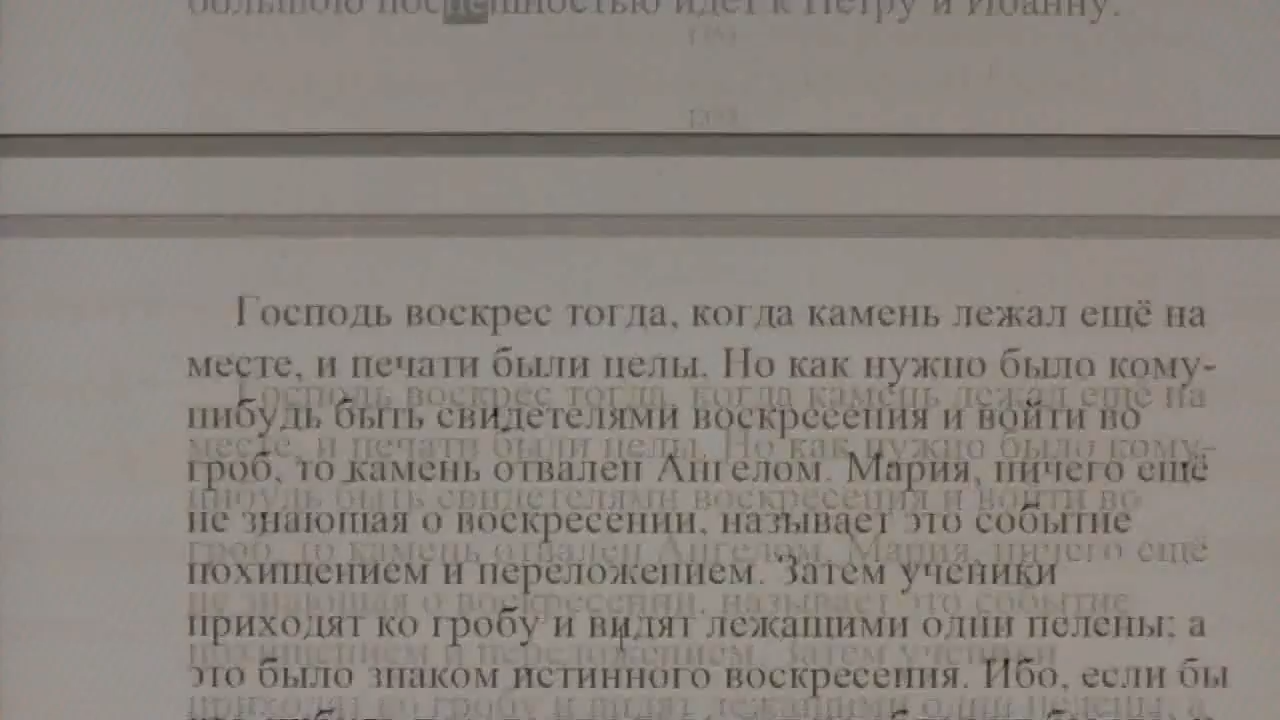 большою поспешностью идет к Петру и Иоанну.
Господь воскрес тогда, когда камень лежал ещё на
месте, и печати были целы. Но как нужно было кому-
нибудь быть свидетелями воскресения и войти во
гроб, то камень отвален Ангелом. Мария, ничего ещё
не знающая о воскресении, называет это событие
похищением и переложением. Затем ученики
приходят ко гробу и видят лежащими одни пелены; а
это было знаком истинного воскресения. Ибо, если бы